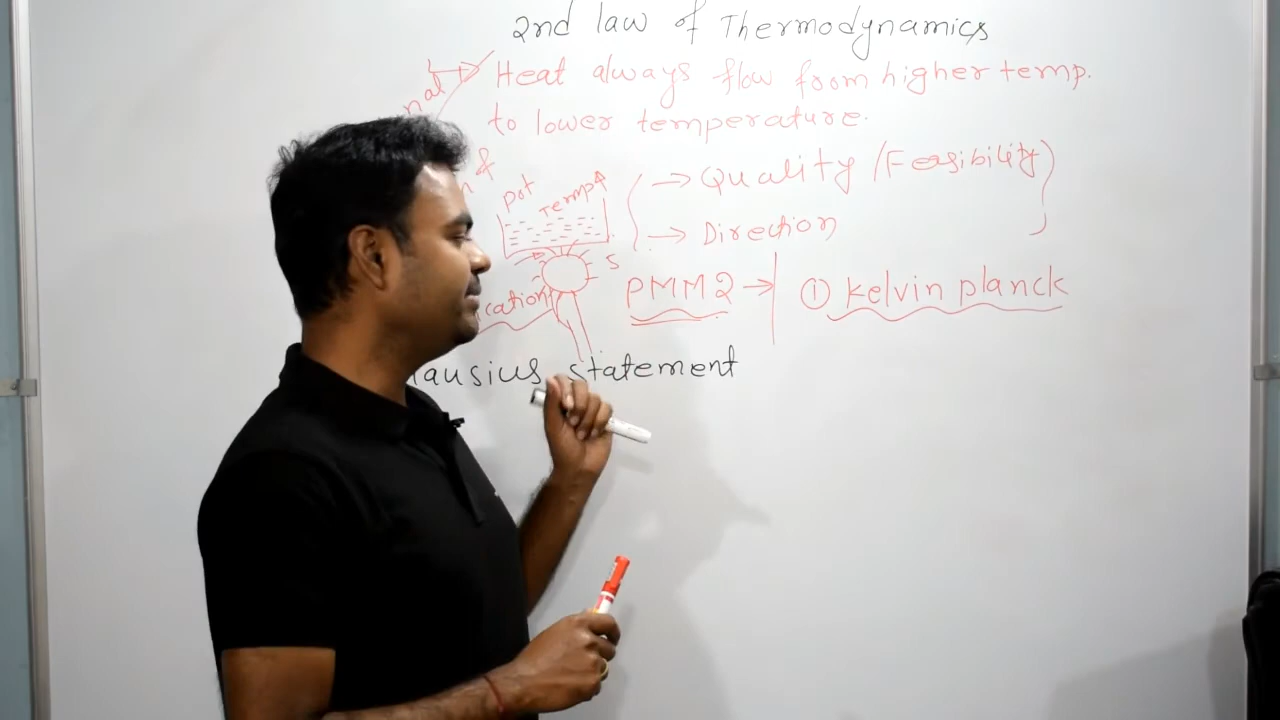 2nd law of Thermodynamics
Heat always flow from higher temp.
to lower temperature.
Pot
Temp
→ Quality (Feasibility)
→ Direction
S
PMM2 → ① Kelvin planck
statement